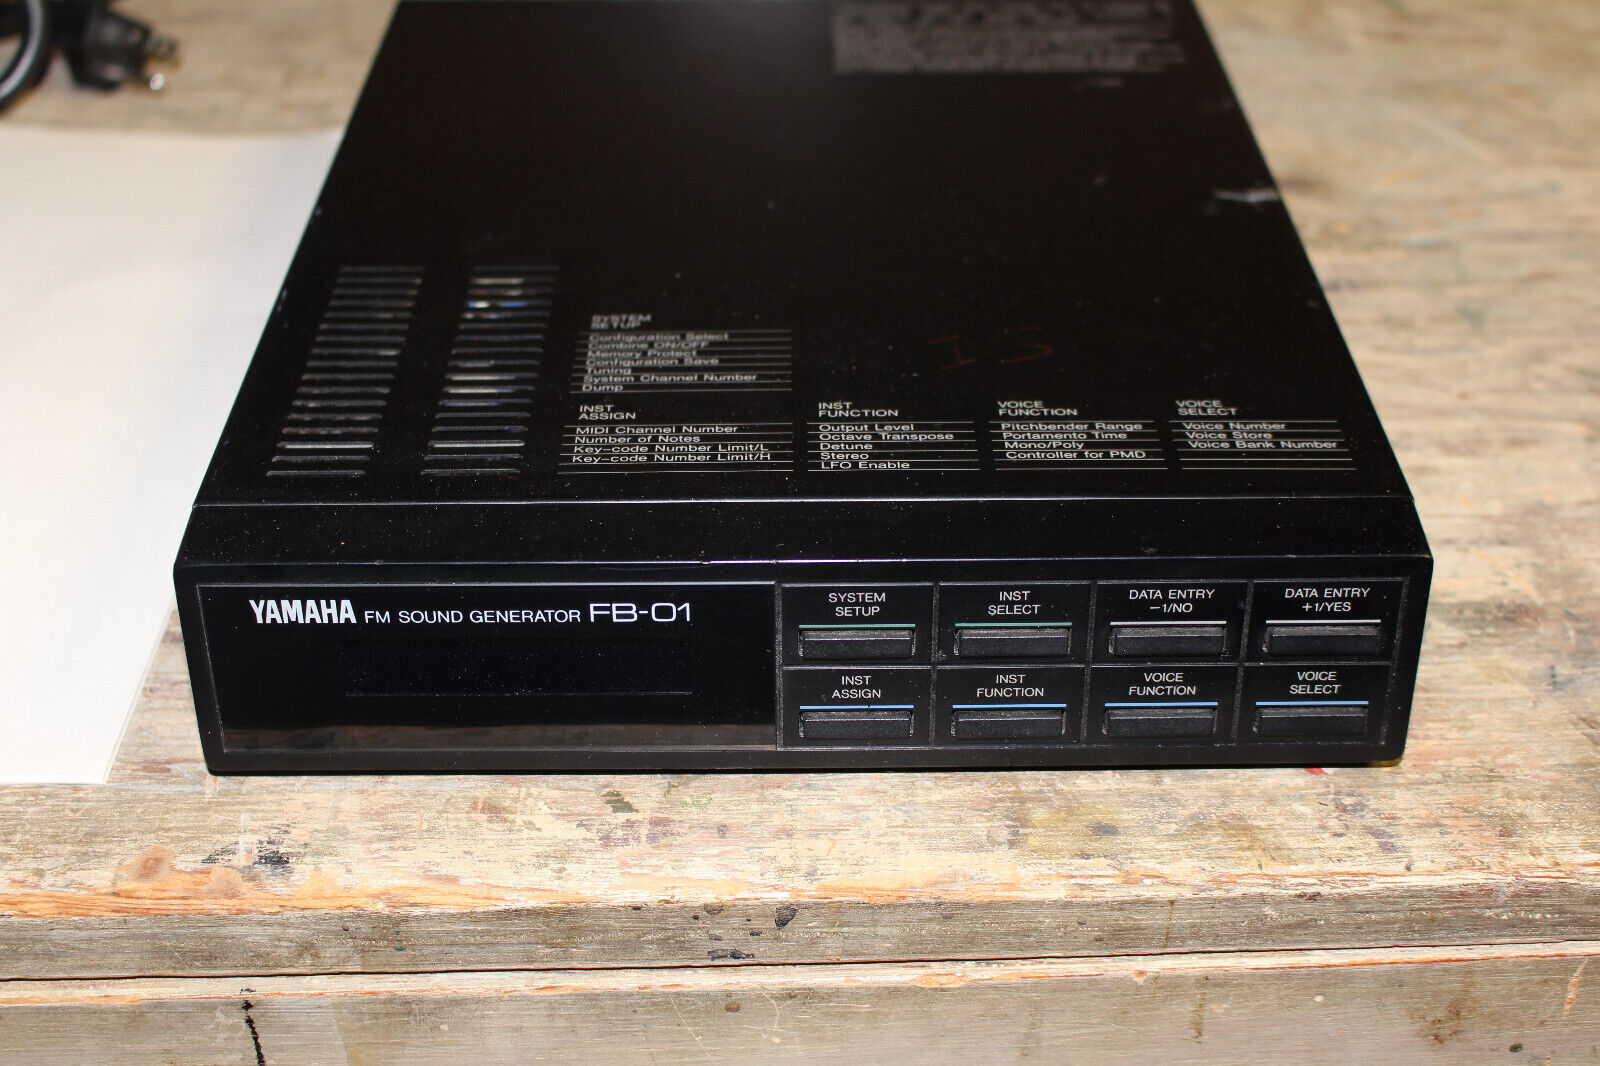 SYSTEM
SETUP
Configuration Select
Combine ON/OFF
Memory Protect
Configuration Save
Tuning
System Channel Number
Dump
INST
ASSIGN
MIDI Channel Number
Number of Notes
Key-code Number Limit/L
Key-code Number Limit/H
INST
FUNCTION
Output Level
Octave Transpose
Detune
Stereo
LFO Enable
VOICE
FUNCTION
Pitchbender Range
Portamento Time
Mono/Poly
Controller for PMD
VOICE
SELECT
Voice Number
Voice Store
Voice Bank Number
YAMAHA FM SOUND GENERATOR FB-01
SYSTEM
SETUP
INST
SELECT
DATA ENTRY
-1/NO
DATA ENTRY
+1/YES
INST
ASSIGN
INST
FUNCTION
VOICE
FUNCTION
VOICE
SELECT